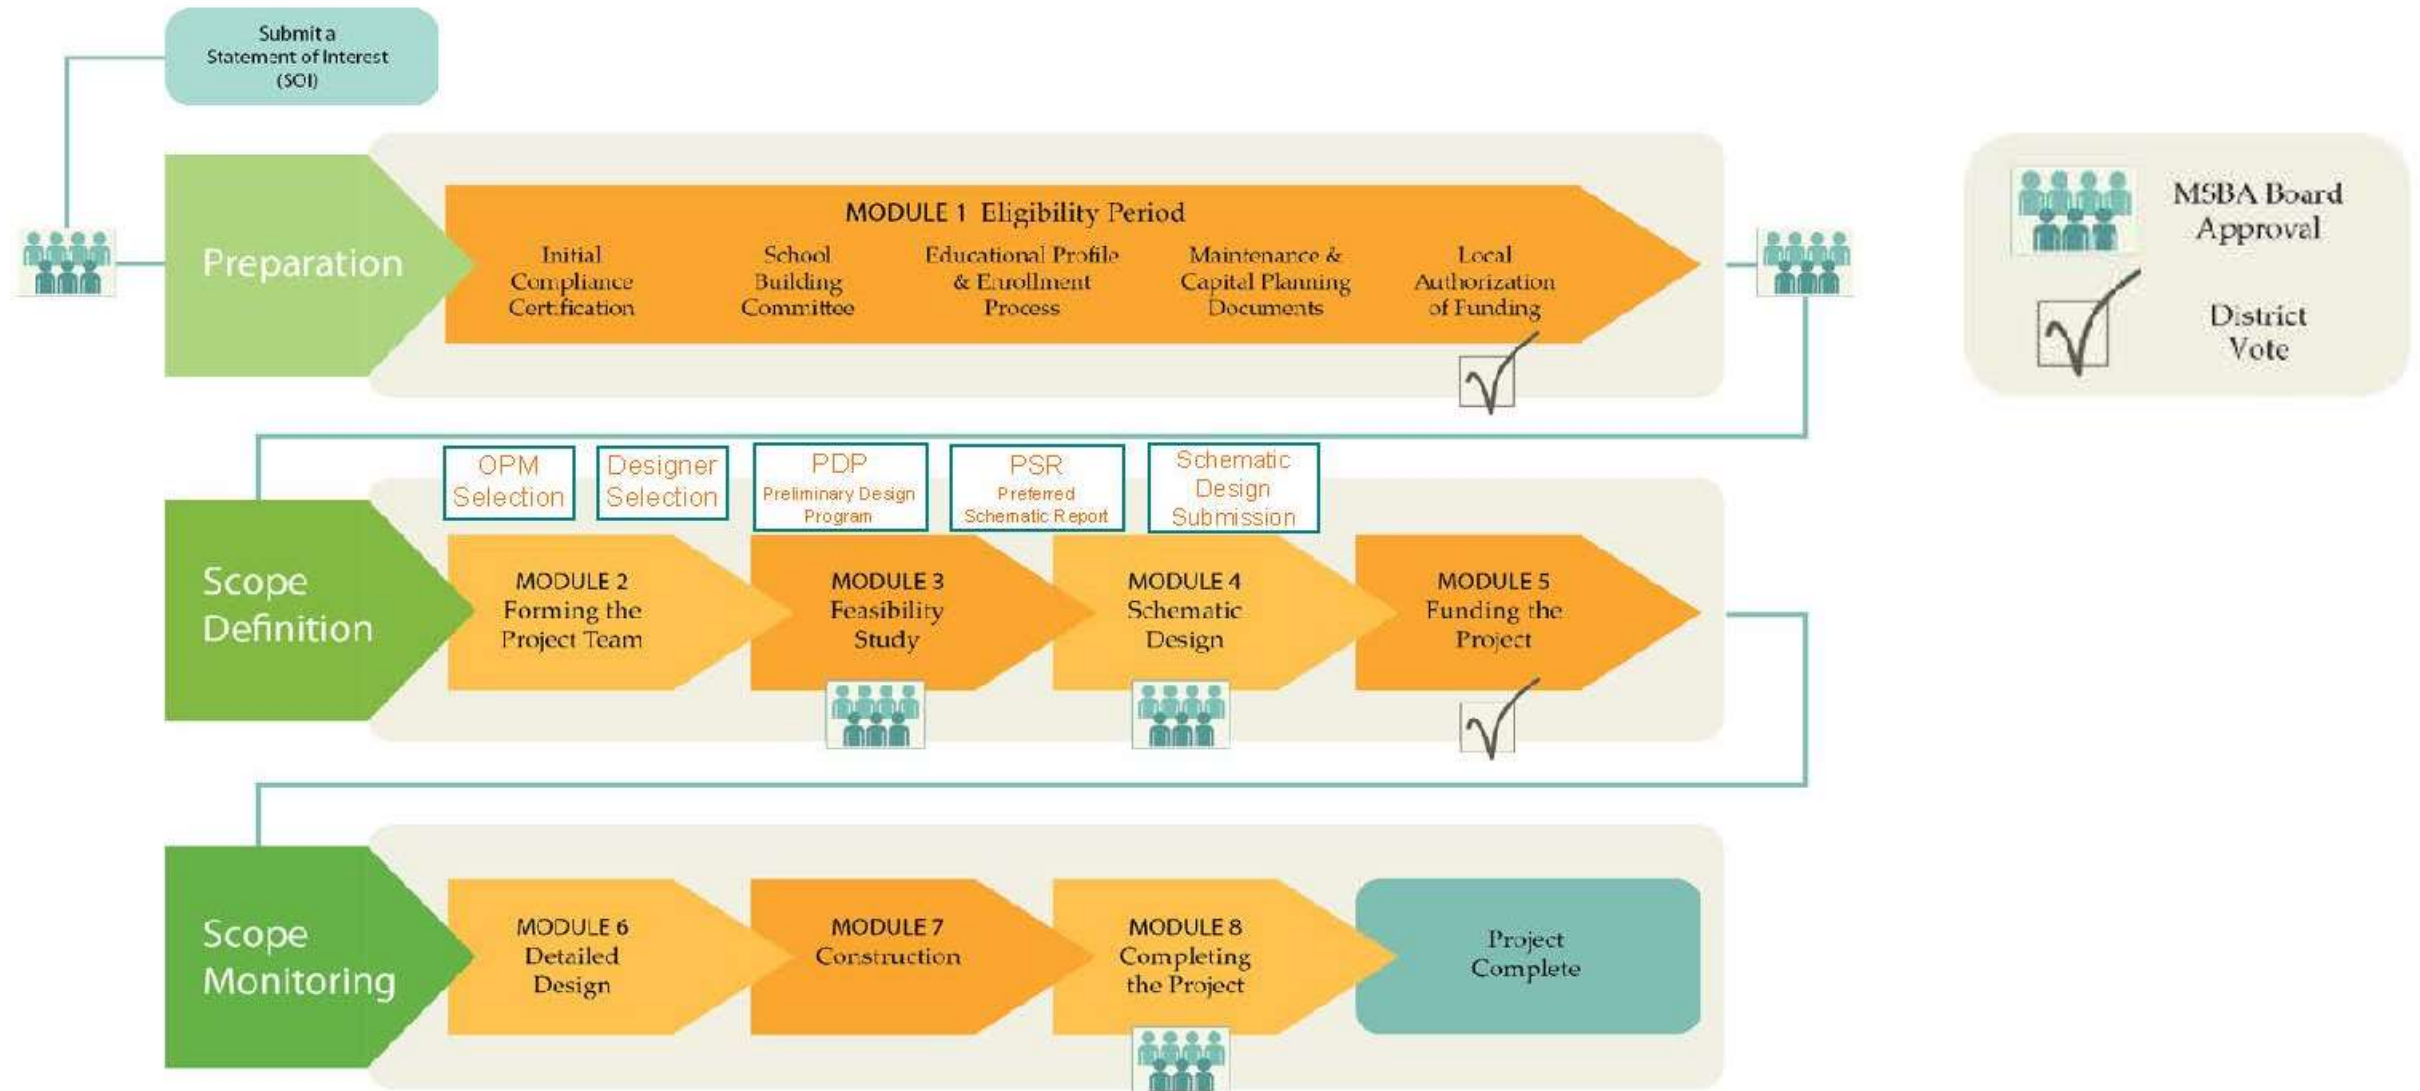 Submit a
Statement of Interest
(SOI)
Preparation
MODULE 1 Eligibility Period
Initial
Compliance
Certification
School
Building
Committee
Educational Profile
& Enrollment
Process
Maintenance &
Capital Planning
Documents
Local
Authorization
of Funding
MSBA Board
Approval
District
Vote
OPM
Selection
Designer
Selection
PDP
Preliminary Design
Program
PSR
Preferred
Schematic Report
Schematic
Design
Submission
Scope
Definition
MODULE 2
Forming the
Project Team
MODULE 3
Feasibility
Study
MODULE 4
Schematic
Design
MODULE 5
Funding the
Project
Scope
Monitoring
MODULE 6
Detailed
Design
MODULE 7
Construction
MODULE 8
Completing
the Project
Project
Complete